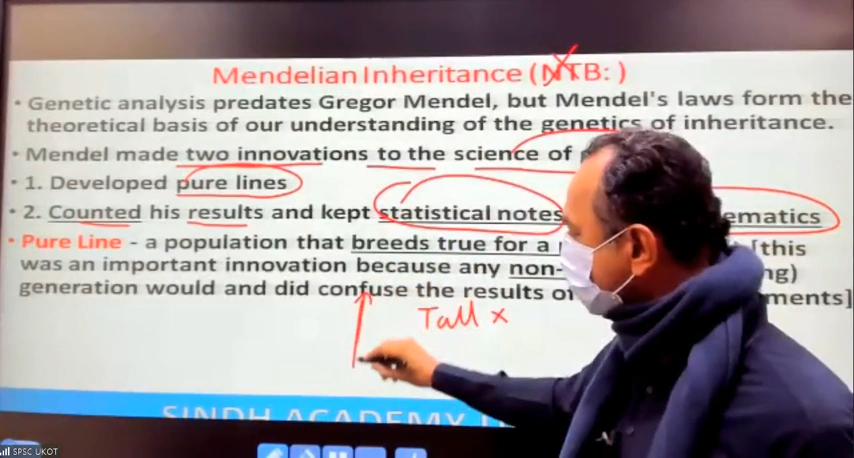 Mendelian Inheritance (NTB: )
• Genetic analysis predates Gregor Mendel, but Mendel's laws form the
theoretical basis of our understanding of the genetics of inheritance.
• Mendel made two innovations to the science of
• 1. Developed pure lines
• 2. Counted his results and kept statistical notes ematics
• Pure Line - a population that breeds true for a [this
was an important innovation because any non- ng)
generation would and did confuse the results of ments]
Tall x
SINDH ACADEMY
SPSC UKOT